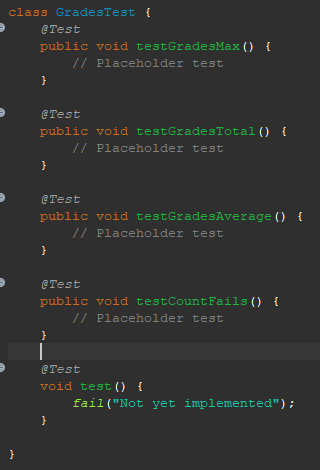 class GradesTest {
@Test
public void testGradesMax() {
// Placeholder test
}
@Test
public void testGradesTotal() {
// Placeholder test
}
@Test
public void testGradesAverage() {
// Placeholder test
}
@Test
public void testCountFails() {
// Placeholder test
}
@Test
void test() {
fail("Not yet implemented");
}
}